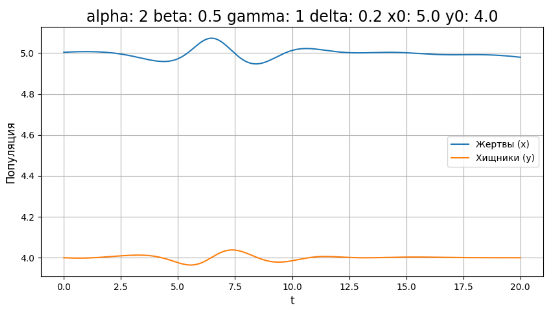 alpha: 2 beta: 0.5 gamma: 1 delta: 0.2 x0: 5.0 y0: 4.0
Популяция
5.0
4.8
4.6
4.4
4.2
4.0
Жертвы (x)
Хищники (y)
0.0 2.5 5.0 7.5 10.0 12.5 15.0 17.5 20.0
t